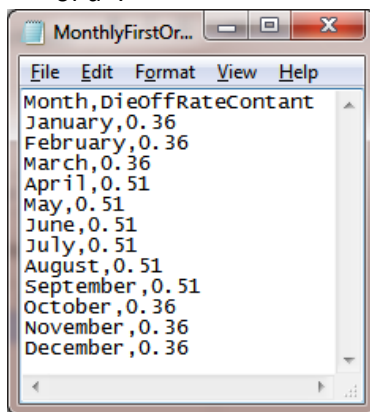 MonthlyFirstOr...
File Edit Format View Help
Month,DieOffRateContant
January,0.36
February,0.36
March,0.36
April,0.51
May,0.51
June,0.51
July,0.51
August,0.51
September,0.51
October,0.36
November,0.36
December,0.36